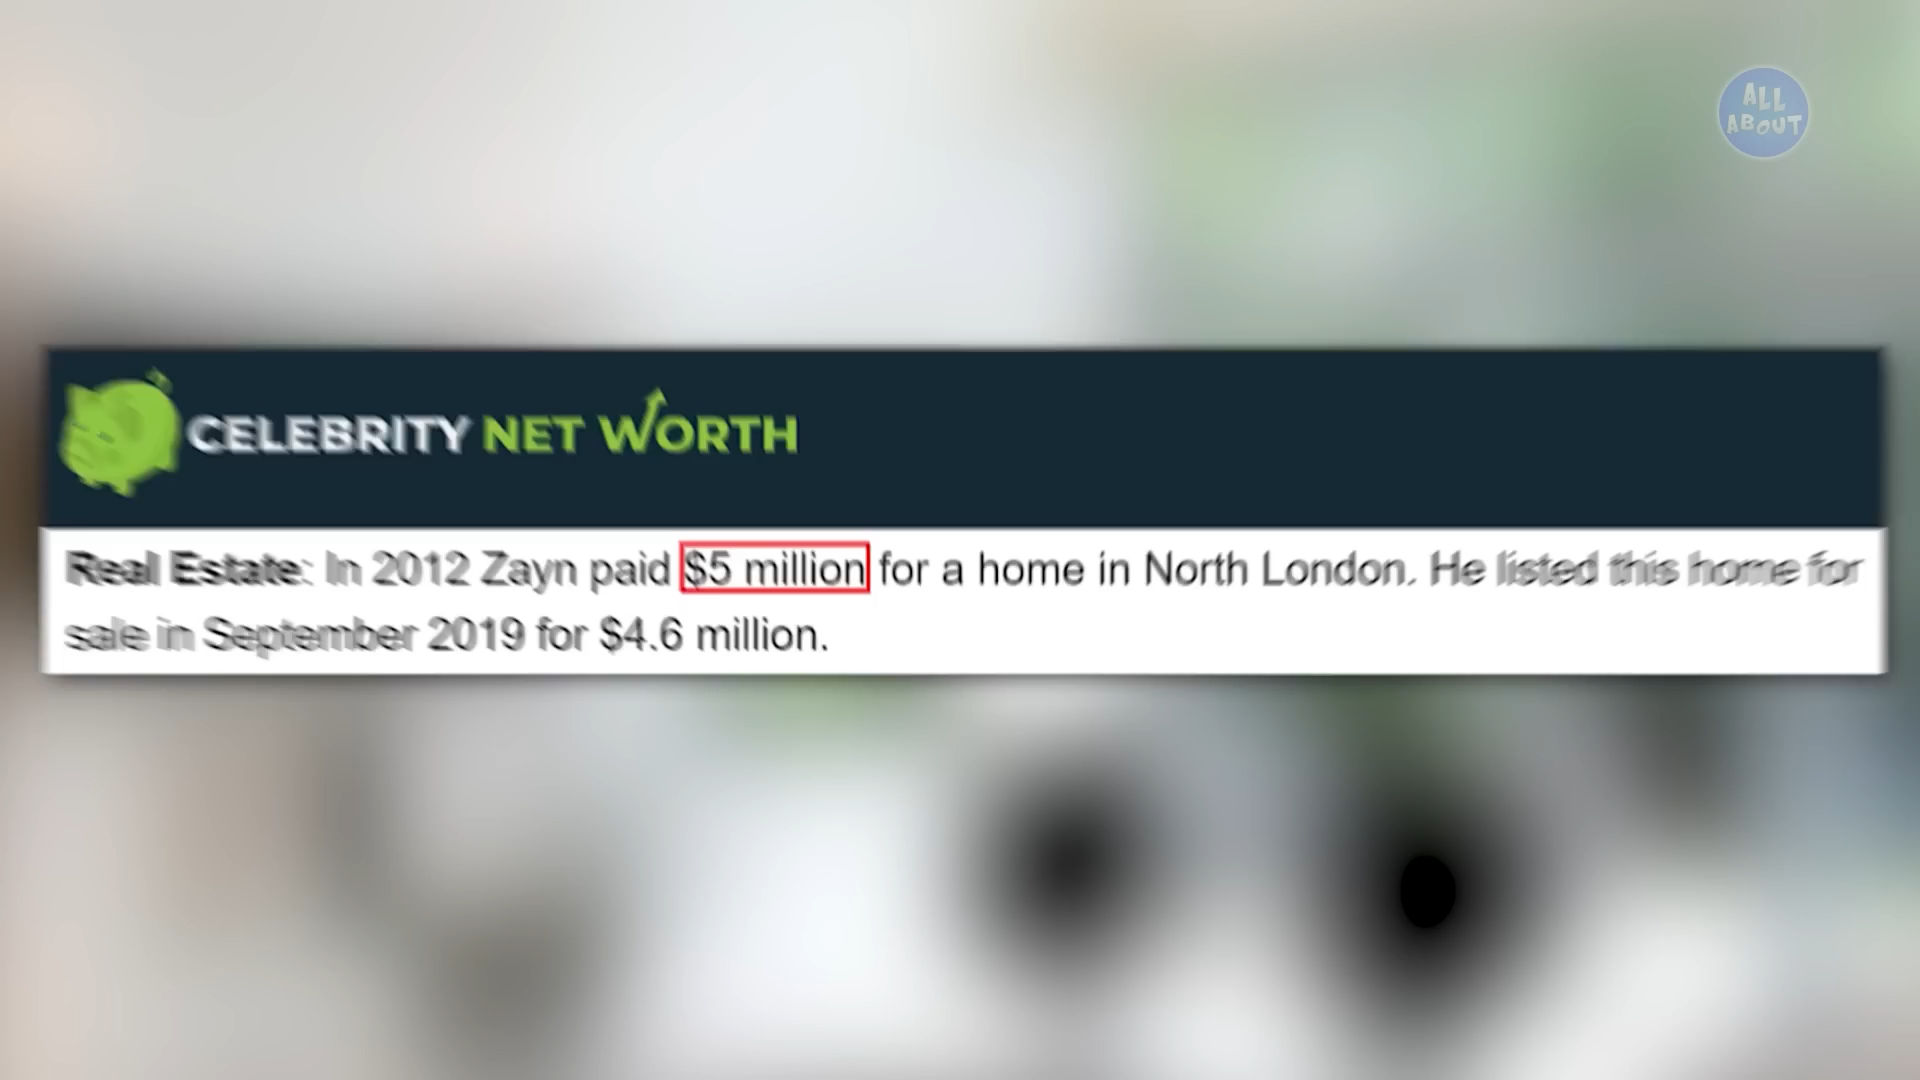 ALL
ABOUT
CELEBRITY NET WORTH
Real Estate: In 2012 Zayn paid $5 million for a home in North London. He listed this home for
sale in September 2019 for $4.6 million.